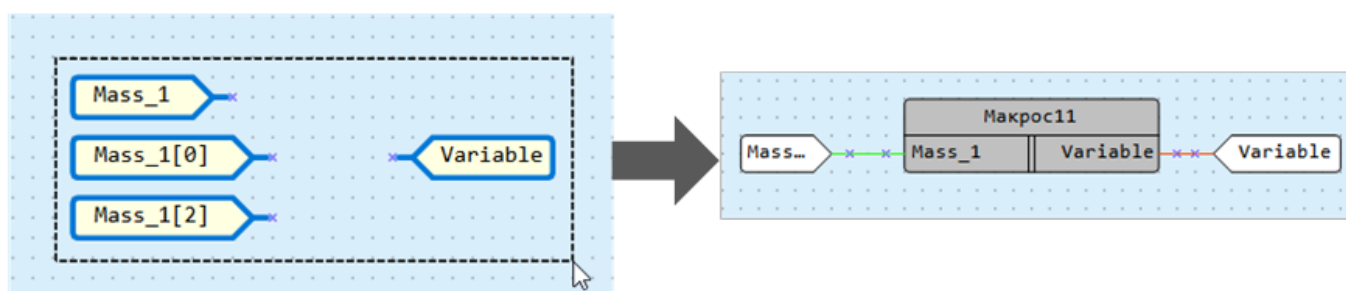 Mass_1
Mass_1[0]
Variable
Mass_1[2]
Макрос11
Mass…
Mass_1
Variable
Variable